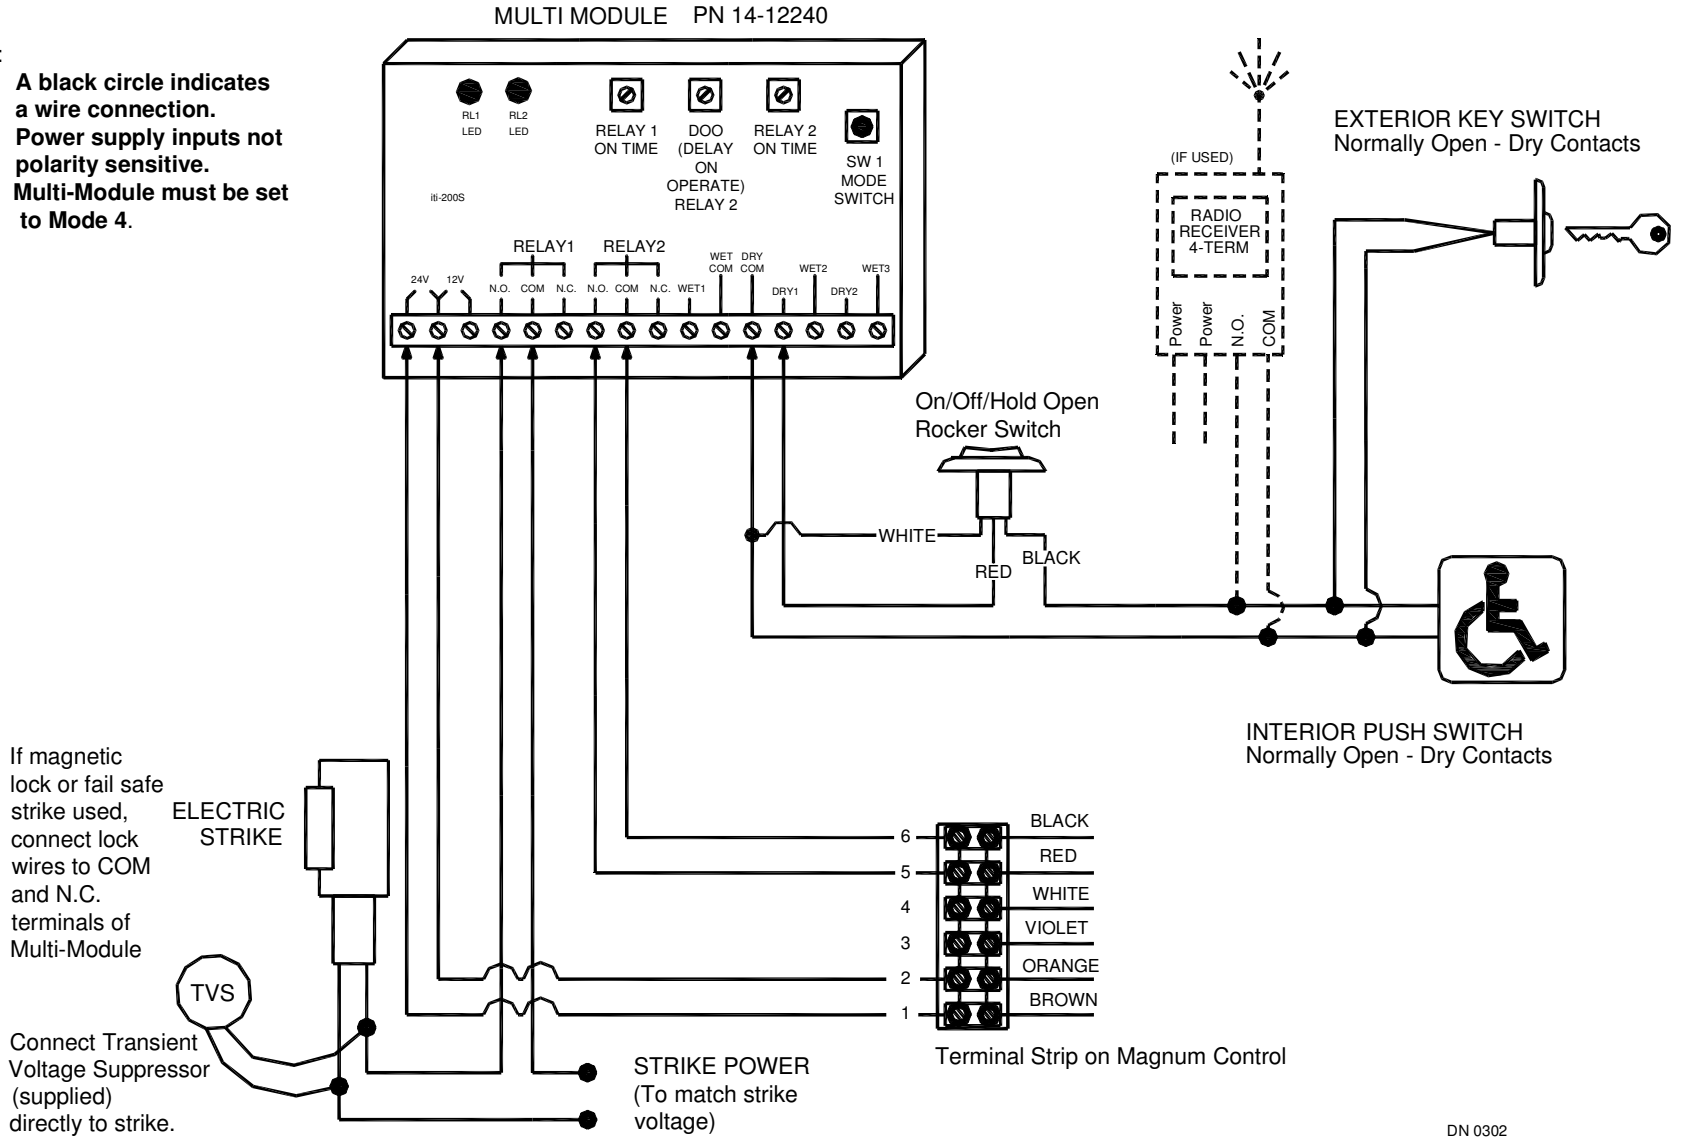 MULTI MODULE PN 14-12240
:
A black circle indicates
a wire connection.
Power supply inputs not
polarity sensitive.
Multi-Module must be set
to Mode 4.
RL1
LED
RL2
LED
RELAY 1
ON TIME
DOO
(DELAY
ON
OPERATE)
RELAY 2
RELAY 2
ON TIME
SW 1
MODE
SWITCH
iti-200S
RELAY1
RELAY2
24V
12V
N.O.
COM
N.C.
N.O.
COM
N.C.
WET1
WET
COM
DRY
COM
DRY1
WET2
DRY2
WET3
(IF USED)
RADIO
RECEIVER
4-TERM
Power
Power
N.O.
COM
EXTERIOR KEY SWITCH
Normally Open - Dry Contacts
On/Off/Hold Open
Rocker Switch
WHITE
RED
BLACK
INTERIOR PUSH SWITCH
Normally Open - Dry Contacts
If magnetic
lock or fail safe
strike used,
connect lock
wires to COM
and N.C.
terminals of
Multi-Module
ELECTRIC
STRIKE
TVS
Connect Transient
Voltage Suppressor
(supplied)
directly to strike.
STRIKE POWER
(To match strike
voltage)
6 BLACK
5 RED
4 WHITE
3 VIOLET
2 ORANGE
1 BROWN
Terminal Strip on Magnum Control
DN 0302